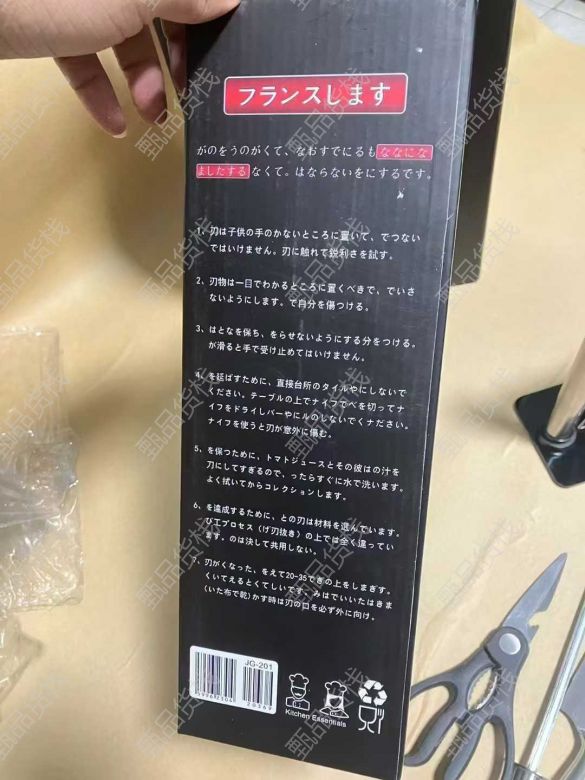 フランスします
がのをうのがくて、なおすでにるもななにな
ましたするなくて。はならないをにするです。
1、刃は子供の手のかないところに置いて、でつない
ではいけません。刃に触れて鋭利さを試す。
2、刃物は一目でわかるところに置くべきで、でいさ
ないようにします。で自分を傷つける。
3、はとなを保ち、をらせないようにする分をつける。
が滑ると手で受け止めてはいけません。
4、を延ばすために、直接台所のタイルやにしないで
ください。テーブルの上でナイフでべを切ってナ
イフをドライしバーやにルのしないでくナださい。
ナイフを使うと刃が意外に傷む。
5、を保つために、トマトジュースとその彼はの汁を
刀にしてすぎるので、ったらすぐに水で洗います。
よく拭いてからコレクションします。
6、を達成するために、との刃は材料を選んでいます。
び工プロセス（げ刃抜き）の上では全く違ってい
ます。のは決して共用しない。
7、刃がくなった、をえて20-35できの上をしまぎす。
くいてえるとくてしいです。みはでいいたはきま
(いた布で乾)かす時は刃の口を必ず外に向け。
JG-201
Kitchen Essentials
甄品货栈